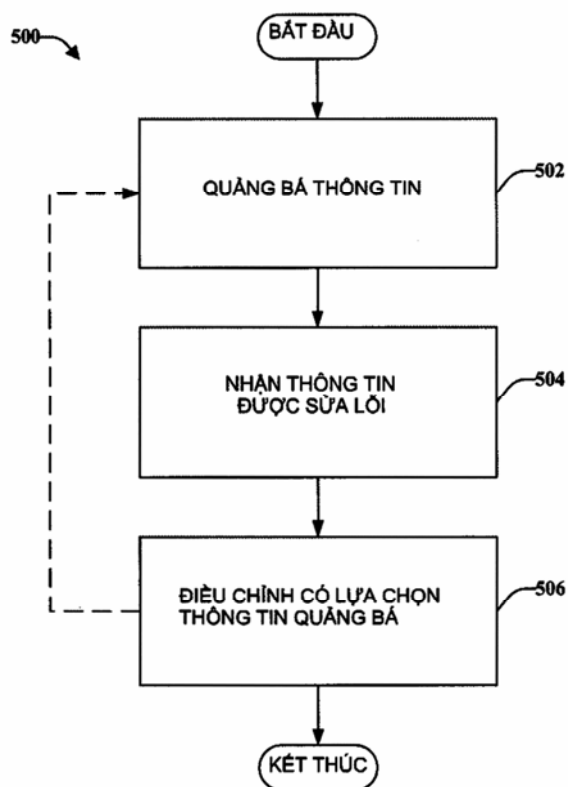 500
BẮT ĐẦU
QUẢNG BÁ THÔNG TIN
502
NHẬN THÔNG TIN
ĐƯỢC SỬA LỖI
504
ĐIỀU CHỈNH CÓ LỰA CHỌN
THÔNG TIN QUẢNG BÁ
506
KẾT THÚC